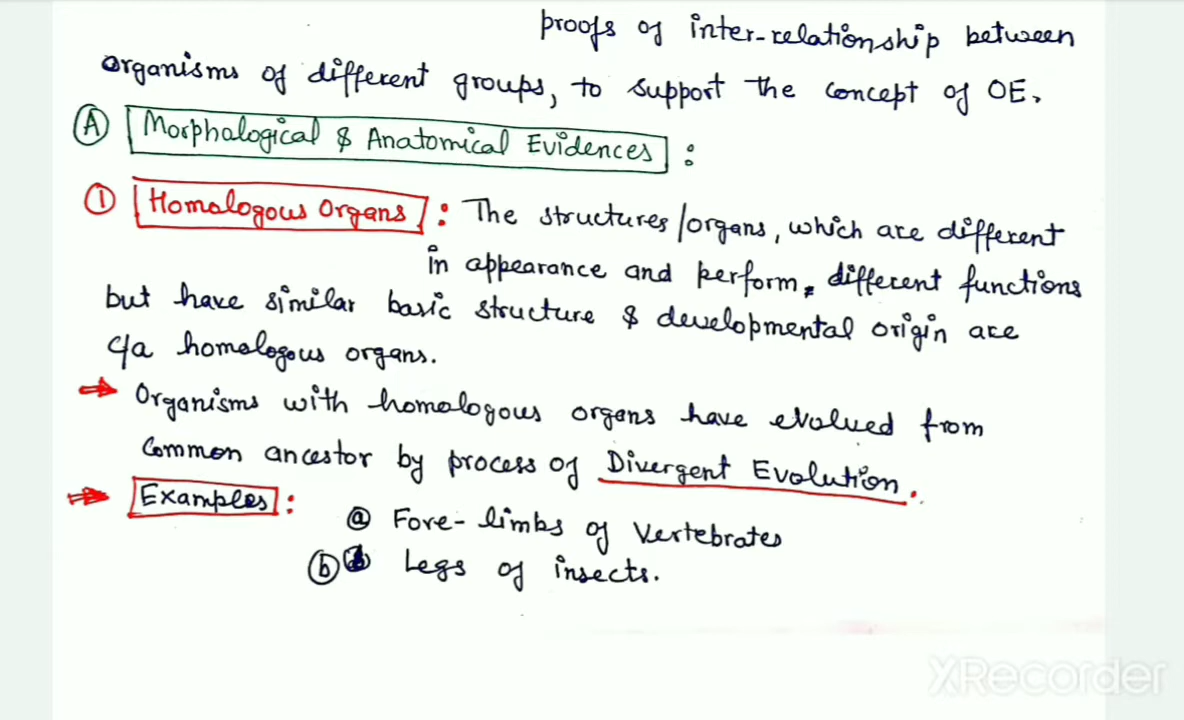 proofs of inter-relationship between
organisms of different groups, to support the concept of OE.
Ⓐ Morphological & Anatomical Evidences :
① Homologous Organs : The structures/organs, which are different
in appearance and perform, different functions
but have similar basic structure & developmental origin are
c/a homologous organs.
→ Organisms with homologous organs have evolved from
Common ancestor by process of Divergent Evolution.
→ Examples :
ⓐ Fore-limbs of Vertebrates
ⓑ Legs of insects.
XRecorder